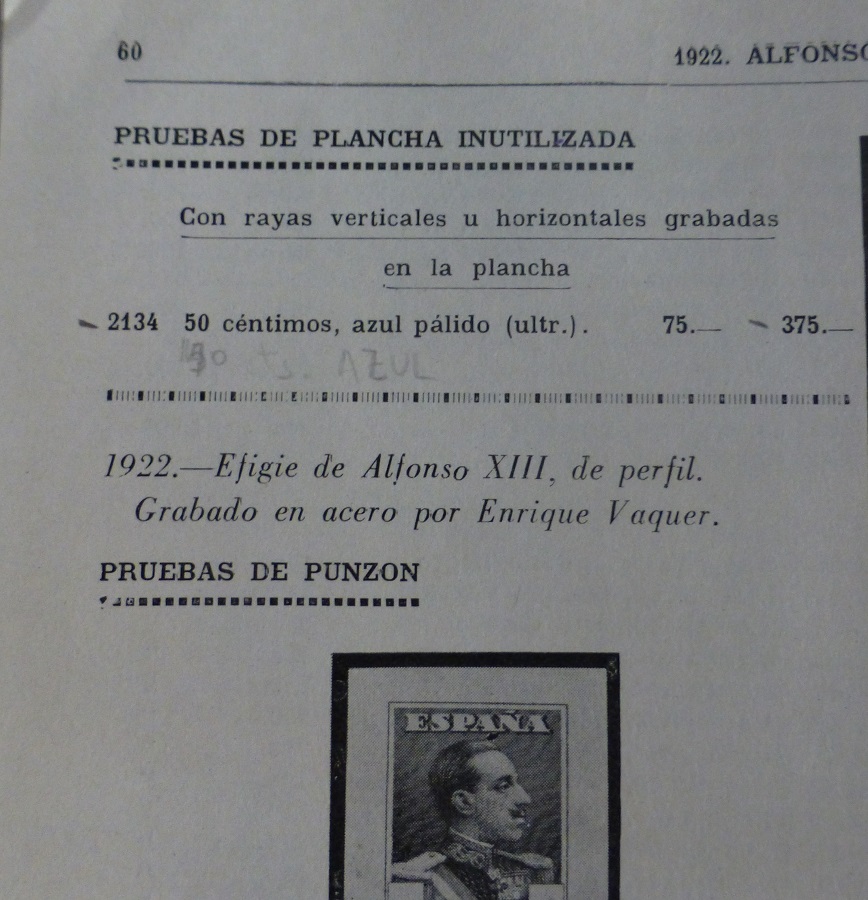 60
1922. ALFONSO
PRUEBAS DE PLANCHA INUTILIZADA
Con rayas verticales u horizontales grabadas
en la plancha
2134 50 céntimos, azul pálido (ultr.). 75.— 375.—
AZUL
1922.—Efigie de Alfonso XIII, de perfil.
Grabado en acero por Enrique Vaquer.
PRUEBAS DE PUNZON
ESPAÑA